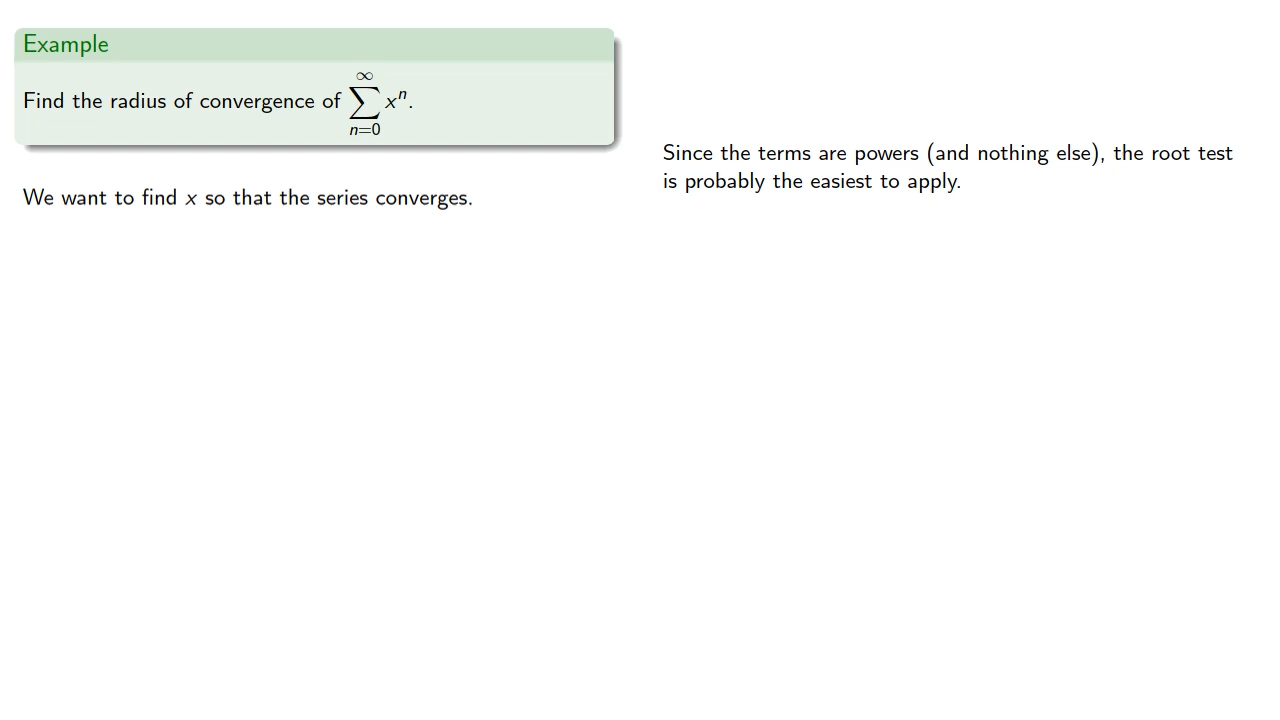 Example
Find the radius of convergence of $\sum_{n=0}^{\infty} x^n$.
We want to find x so that the series converges.
Since the terms are powers (and nothing else), the root test
is probably the easiest to apply.